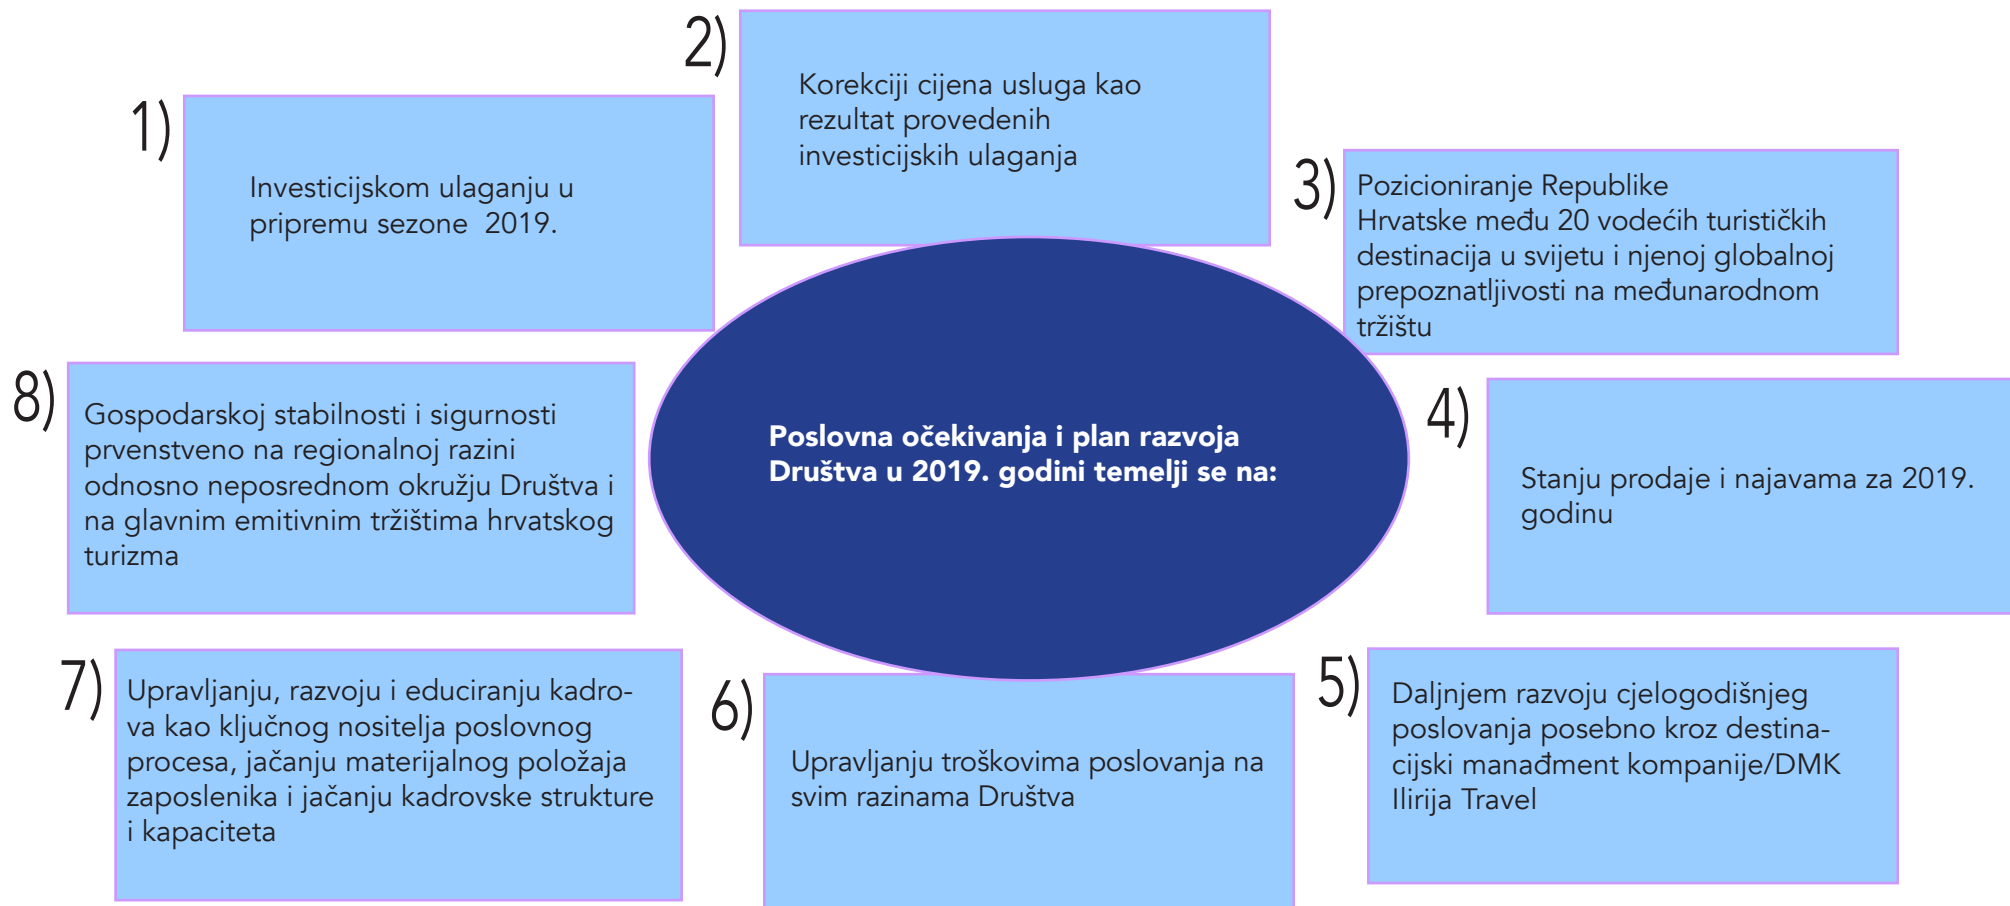 Poslovna očekivanja i plan razvoja
Društva u 2019. godini temelji se na:
1)
Investicijskom ulaganju u
pripremu sezone 2019.
2)
Korekciji cijena usluga kao
rezultat provedenih
investicijskih ulaganja
3)
Pozicioniranje Republike
Hrvatske među 20 vodećih turističkih
destinacija u svijetu i njenoj globalnoj
prepoznatljivosti na međunarodnom
tržištu
4)
Stanju prodaje i najavama za 2019.
godinu
5)
Daljnjem razvoju cjelogodišnjeg
poslovanja posebno kroz destina-
cijski manađment kompanije/DMK
Ilirija Travel
6)
Upravljanju troškovima poslovanja na
svim razinama Društva
7)
Upravljanju, razvoju i educiranju kadro-
va kao ključnog nositelja poslovnog
procesa, jačanju materijalnog položaja
zaposlenika i jačanju kadrovske strukture
i kapaciteta
8)
Gospodarskoj stabilnosti i sigurnosti
prvenstveno na regionalnoj razini
odnosno neposrednom okružju Društva i
na glavnim emitivnim tržištima hrvatskog
turizma